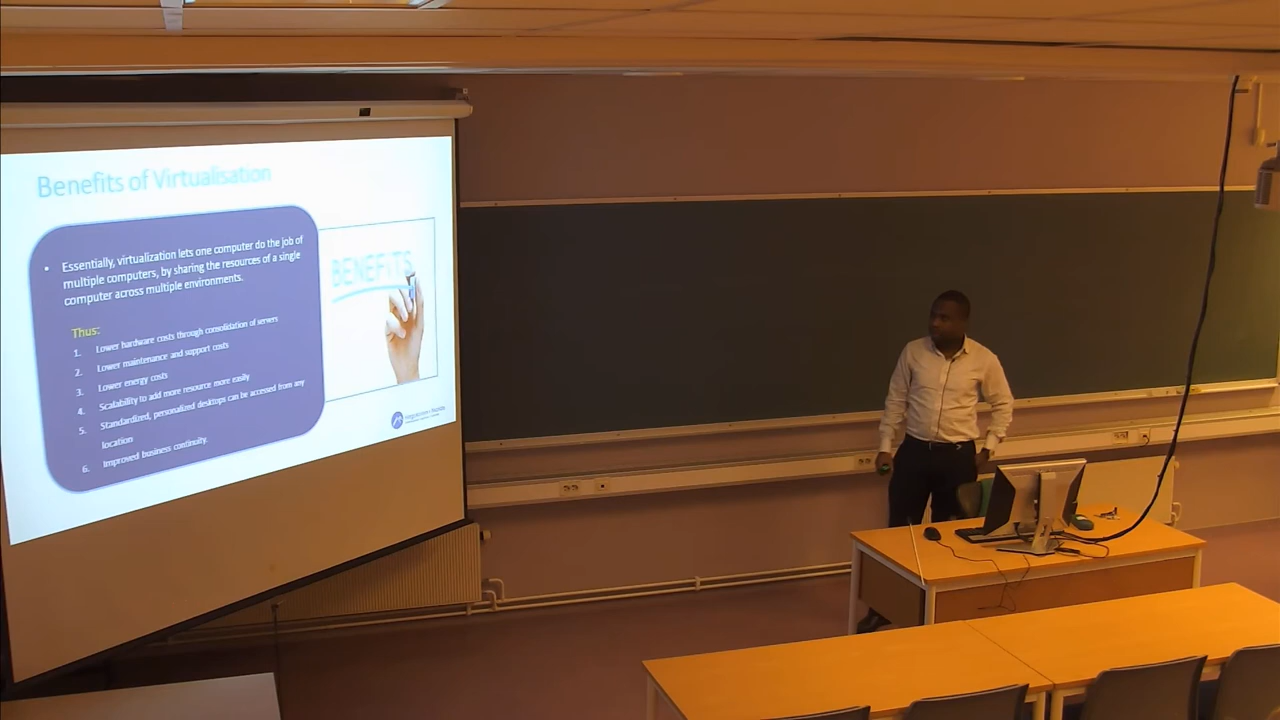 Benefits of Virtualisation
• Essentially, virtualization lets one computer do the job of
multiple computers, by sharing the resources of a single
computer across multiple environments.
Thus:
1. Lower hardware costs through consolidation of servers
2. Lower maintenance and support costs
3. Lower energy costs
4. Scalability to add more resource more easily
5. Standardized, personalized desktops can be accessed from any
location
6. Improved business continuity.
BENEFITS